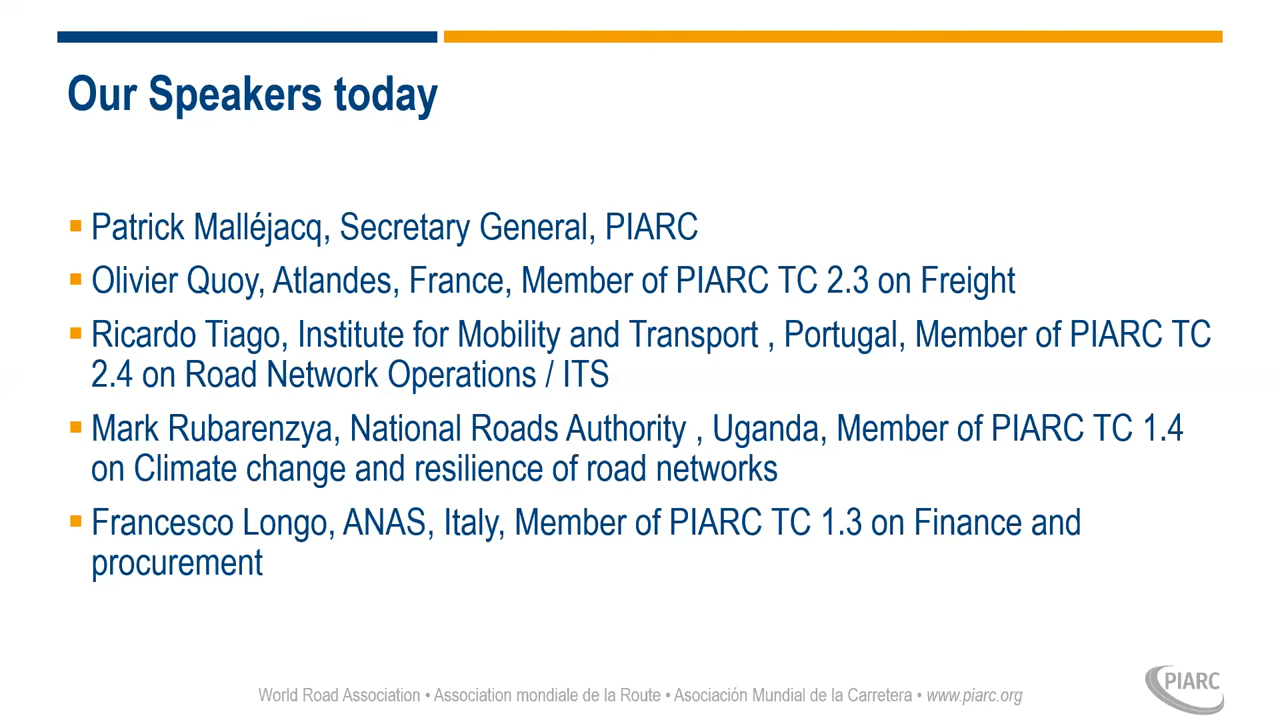 Our Speakers today
▪ Patrick Malléjacq, Secretary General, PIARC
▪ Olivier Quoy, Atlandes, France, Member of PIARC TC 2.3 on Freight
▪ Ricardo Tiago, Institute for Mobility and Transport , Portugal, Member of PIARC TC
2.4 on Road Network Operations / ITS
▪ Mark Rubarenzya, National Roads Authority , Uganda, Member of PIARC TC 1.4
on Climate change and resilience of road networks
▪ Francesco Longo, ANAS, Italy, Member of PIARC TC 1.3 on Finance and
procurement
World Road Association • Association mondiale de la Route • Asociación Mundial de la Carretera • www.piarc.org
PIARC